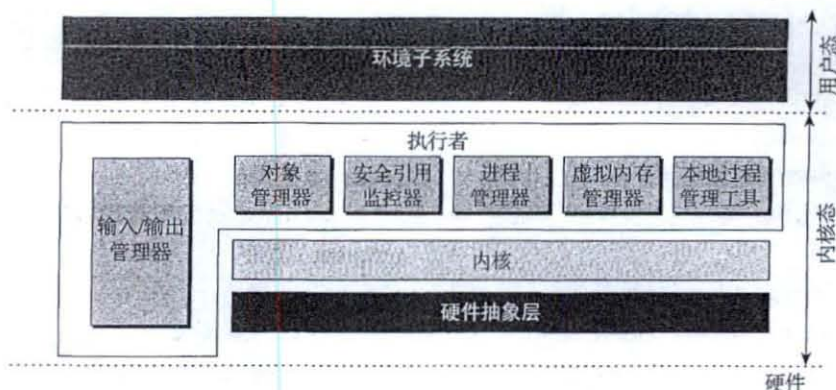 环境子系统
用户态
执行者
对象
管理器
安全引用
监控器
进程
管理器
虚拟内存
管理器
本地过程
管理工具
输入/输出
管理器
内核
硬件抽象层
内核态
硬件